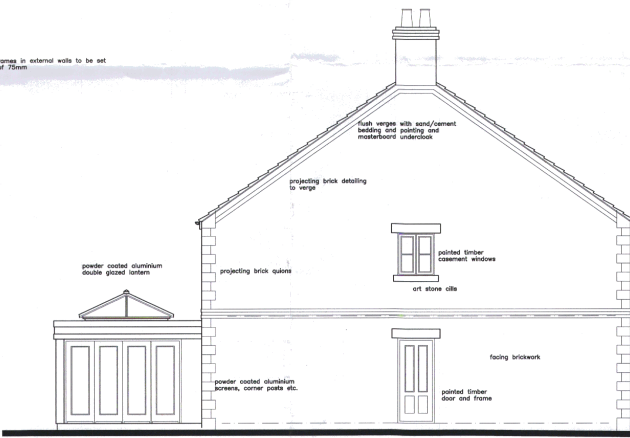 rames in external walls to be set
of 75mm
flush verges with sand/cement
bedding and pointing and
masterboard undercloak
projecting brick detailing
to verge
powder coated aluminium
double glazed lantern
projecting brick quions
painted timber
casement windows
art stone cills
facing brickwork
powder coated aluminium
screens, corner posts etc.
painted timber
door and frame